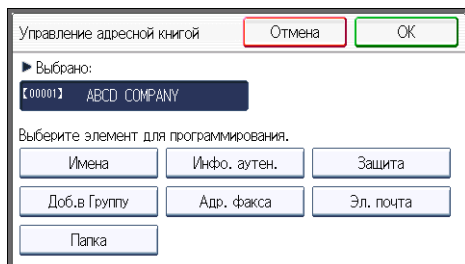 Управление адресной книгой Отмена ОК
▶ Выбрано:
【00001】 ABCD COMPANY
Выберите элемент для программирования.
Имена Инфо. аутен. Защита
Доб.в Группу Адр. факса Эл. почта
Папка